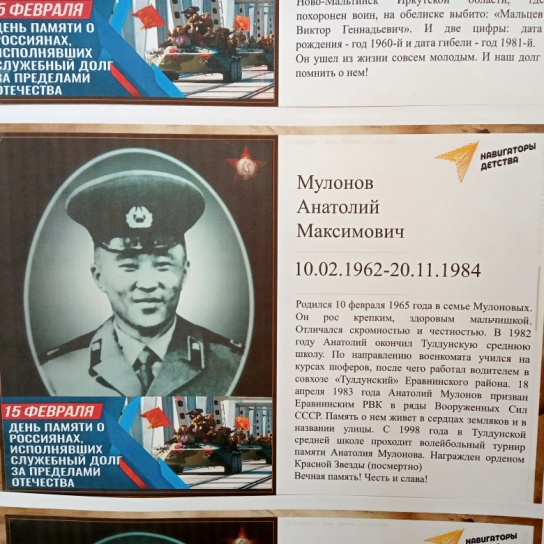 5 ФЕВРАЛЯ
ДЕНЬ ПАМЯТИ О
РОССИЯНАХ,
ИСПОЛНЯВШИХ
СЛУЖЕБНЫЙ ДОЛГ
ЗА ПРЕДЕЛАМИ
ОТЕЧЕСТВА
Ново-Мальтинск Иркутской области, где
похоронен воин, на обелиске выбито: «Мальцев
Виктор Геннадьевич». И две цифры: дата
рождения - год 1960-й и дата гибели - год 1981-й.
Он ушел из жизни совсем молодым. И наш долг
помнить о нем!
НАВИГАТОРЫ
ДЕТСТВА
Мулонов
Анатолий
Максимович
10.02.1962-20.11.1984
Родился 10 февраля 1965 года в семье Мулоновых.
Он рос крепким, здоровым мальчишкой.
Отличался скромностью и честностью. В 1982
году Анатолий окончил Тулдунскую среднюю
школу. По направлению военкомата учился на
курсах шоферов, после чего работал водителем в
совхозе «Тулдунский» Еравнинского района. 18
апреля 1983 года Анатолий Мулонов призван
Еравнинским РВК в ряды Вооруженных Сил
СССР. Память о нем живет в сердцах земляков и в
названии улицы. С 1998 года в Тулдунской
средней школе проходит волейбольный турнир
памяти Анатолия Мулонова. Награжден орденом
Красной Звезды (посмертно)
Вечная память! Честь и слава!
15 ФЕВРАЛЯ
ДЕНЬ ПАМЯТИ О
РОССИЯНАХ,
ИСПОЛНЯВШИХ
СЛУЖЕБНЫЙ ДОЛГ
ЗА ПРЕДЕЛАМИ
ОТЕЧЕСТВА
НАВИГАТОРЫ